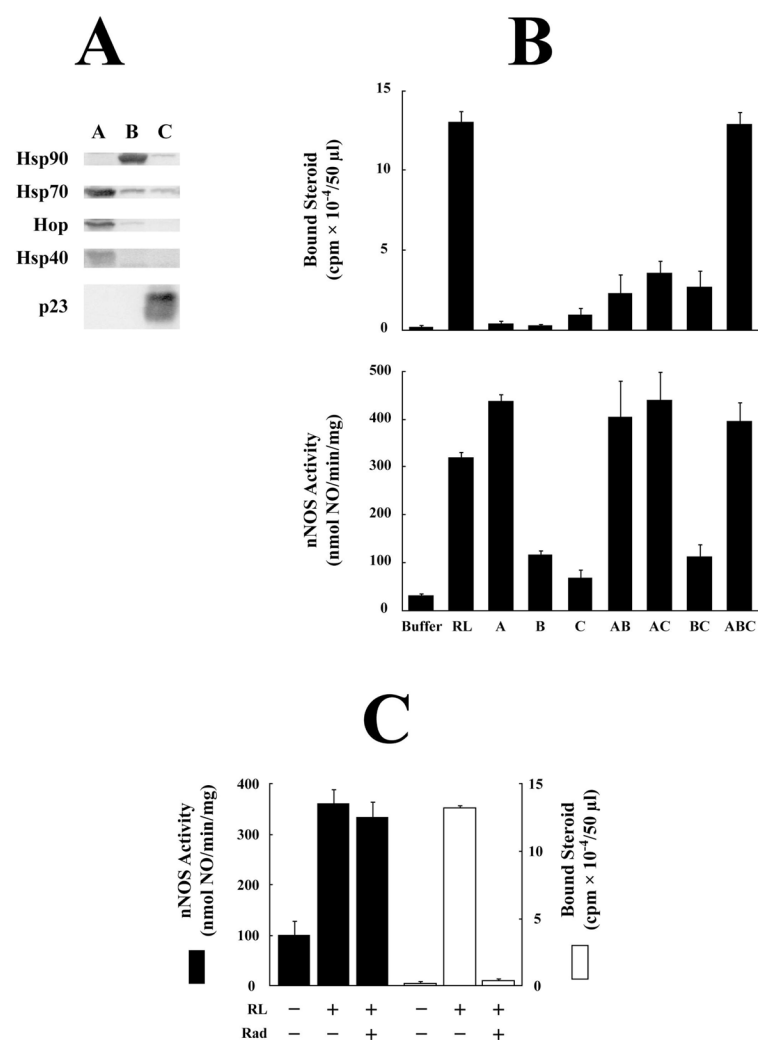 A
B
A B C
Hsp90
Hsp70
Hop
Hsp40
p23
Bound Steroid
(cpm × 10⁻⁴/50 µl)
15
10
5
0
nNOS Activity
(nmol NO/min/mg)
500
400
300
200
100
0
Buffer RL A B C AB AC BC ABC
C
nNOS Activity
(nmol NO/min/mg)
400
300
200
100
0
15
10
5
0
Bound Steroid
(cpm × 10⁻⁴/50 µl)
RL − + + − + +
Rad − − + − − +